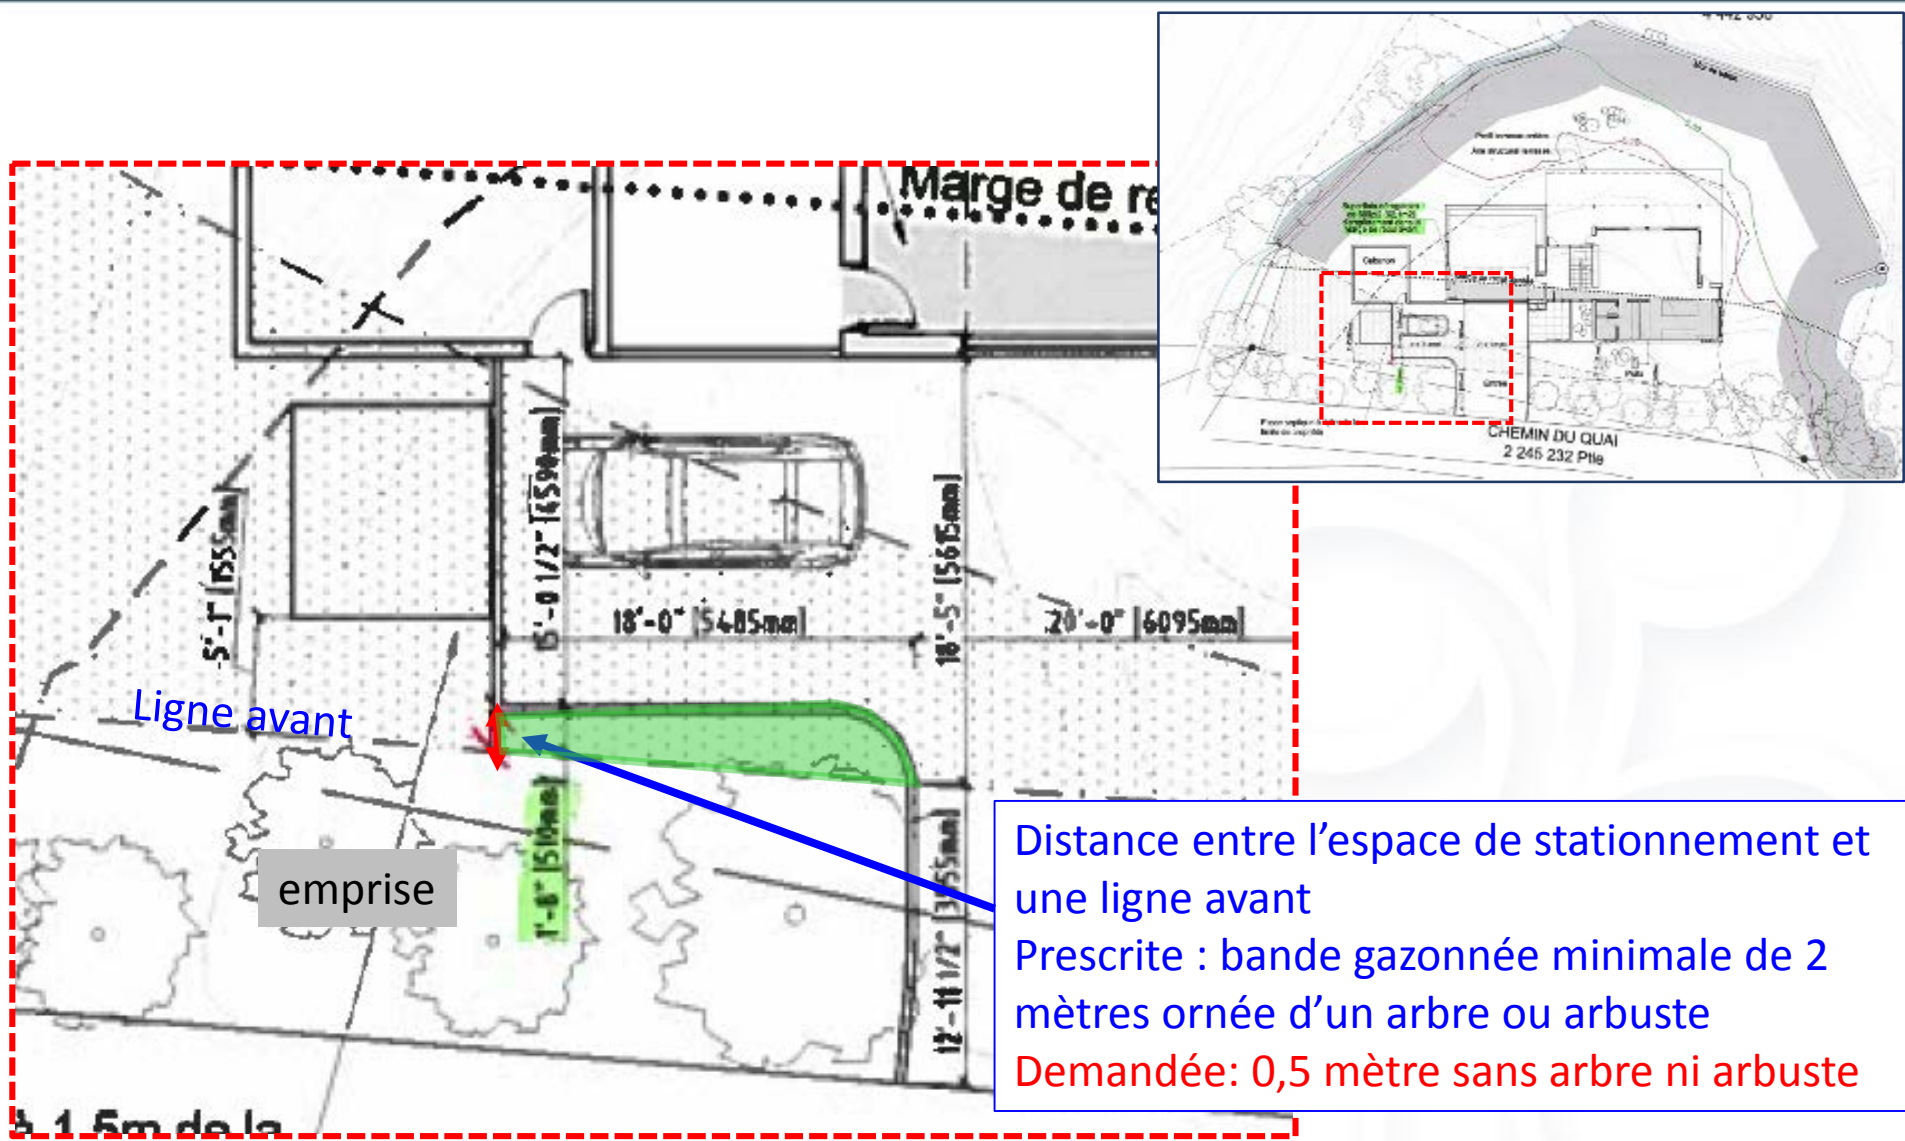 Marge de re
5'-1" [1555mm]
15'-0 1/2" [4590mm]
18'-0" [5485mm]
18'-5" [5615mm]
20'-0" [6095mm]
Ligne avant
1'-8" [510mm]
12'-11 1/2" [3955mm]
emprise
à 1.5m de la
Cabanon
CHEMIN DU QUAI
2 245 232 Ptie
Distance entre l'espace de stationnement et
une ligne avant
Prescrite : bande gazonnée minimale de 2
mètres ornée d'un arbre ou arbuste
Demandée: 0,5 mètre sans arbre ni arbuste